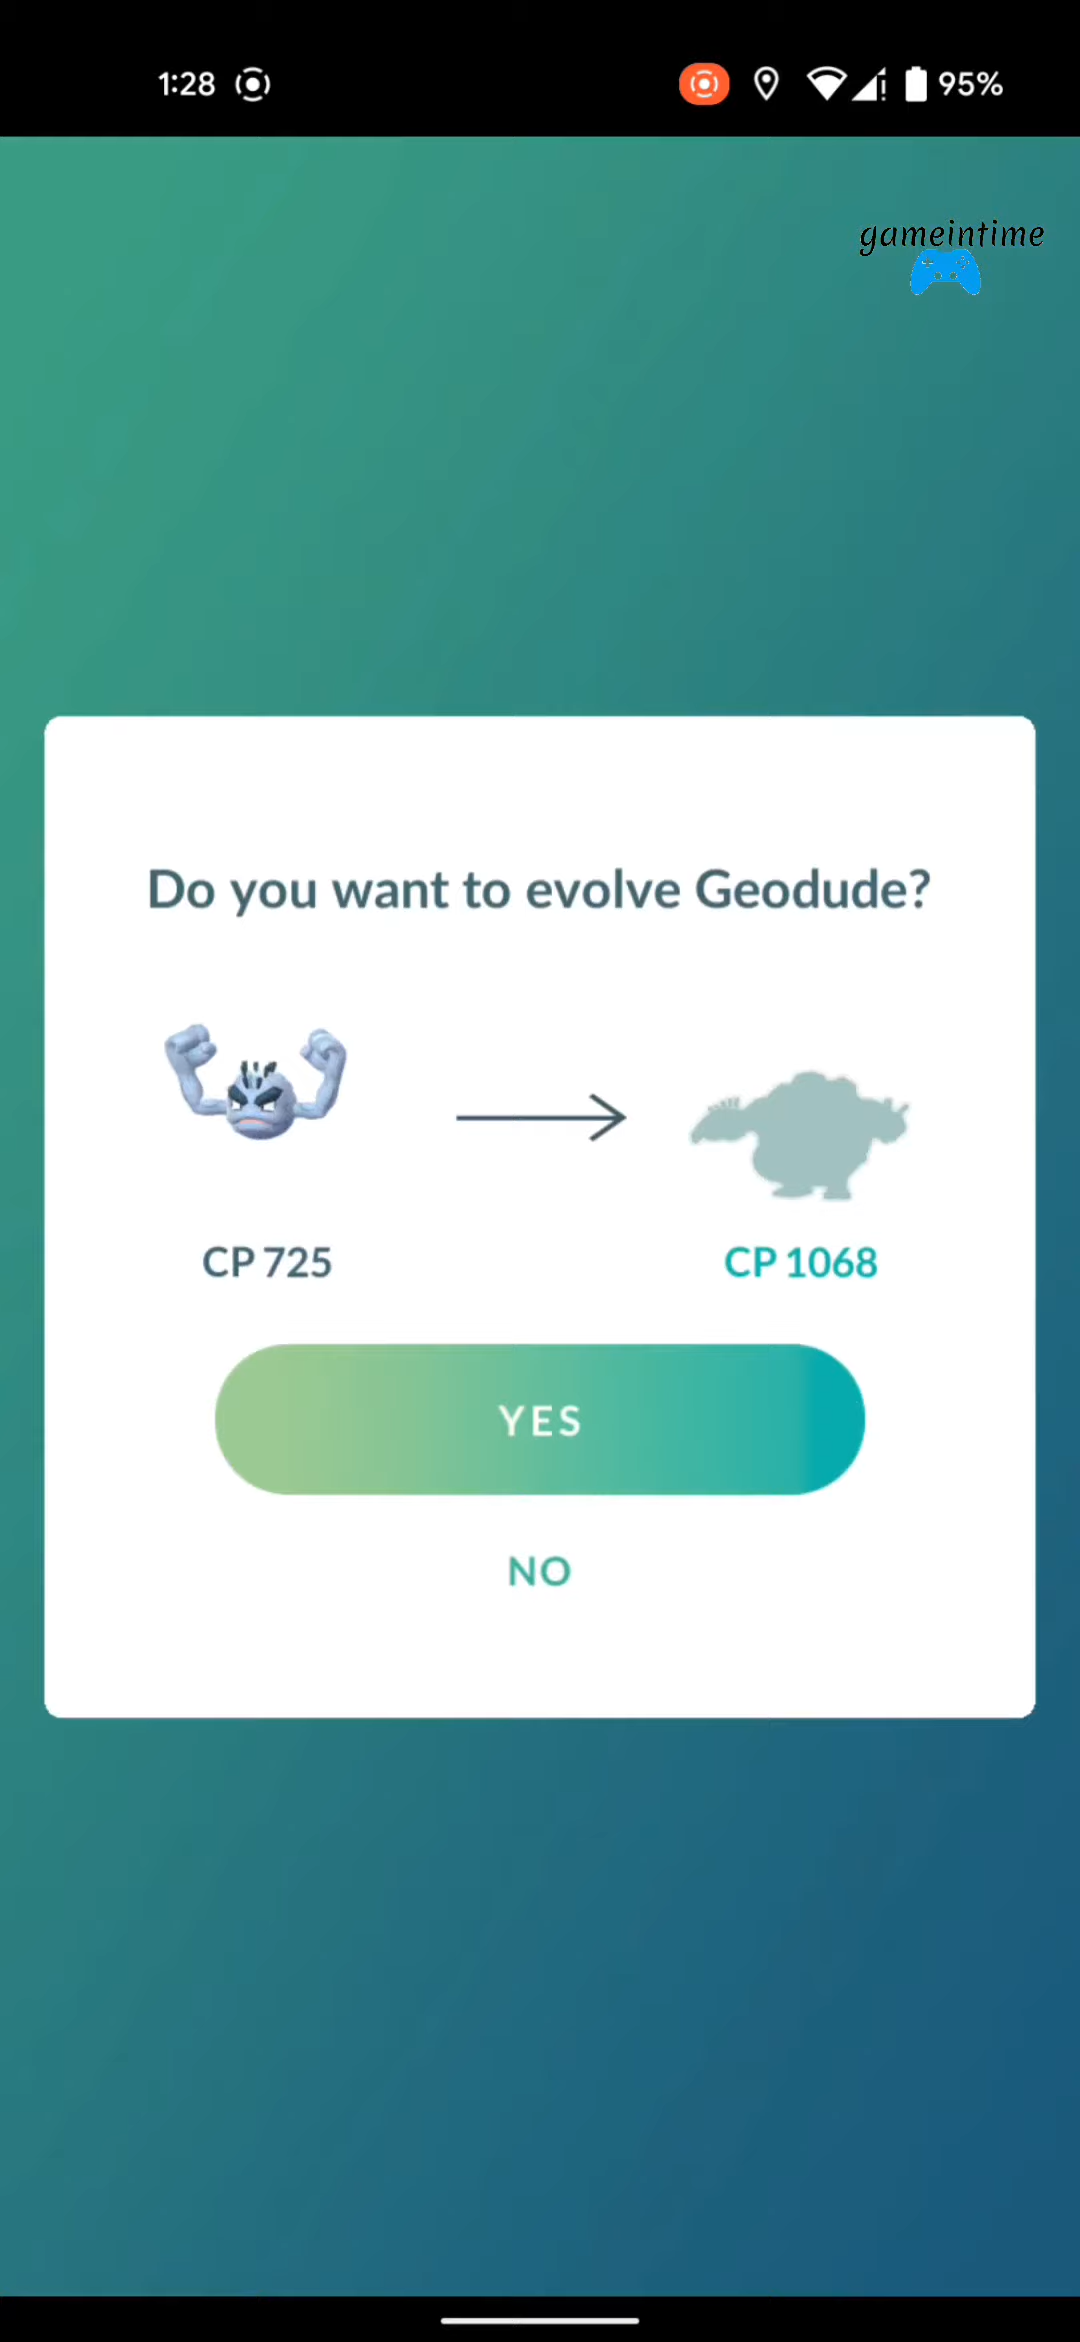 1:28
95%
gameintime
Do you want to evolve Geodude?
CP 725
CP 1068
YES
NO